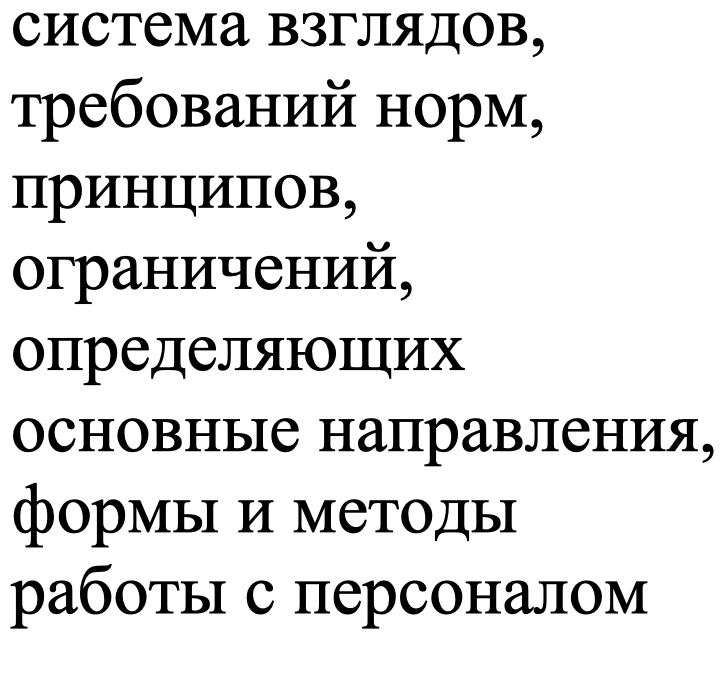 система взглядов,
требований норм,
принципов,
ограничений,
определяющих
основные направления,
формы и методы
работы с персоналом